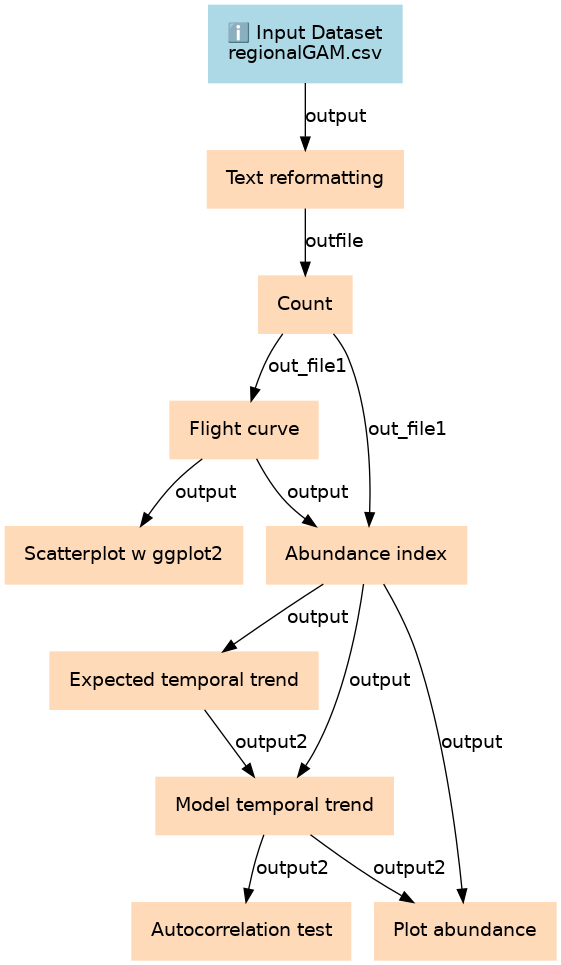 ℹ️ Input Dataset
regionalGAM.csv
output
Text reformatting
outfile
Count
out_file1
out_file1
Flight curve
output
output
Scatterplot w ggplot2
Abundance index
output
output
output
Expected temporal trend
output2
Model temporal trend
output2
output2
Autocorrelation test
Plot abundance